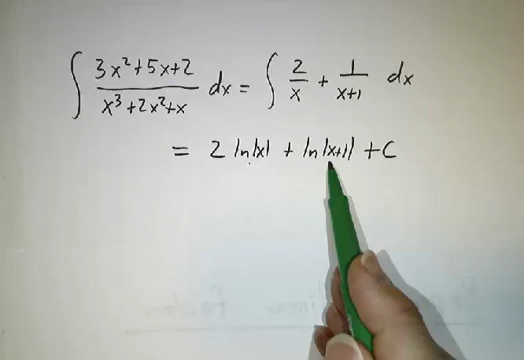 ∫ (3x²+5x+2)/(x³+2x²+x) dx = ∫ 2/x + 1/(x+1) dx
= 2 ln|x| + ln|x+1| + C